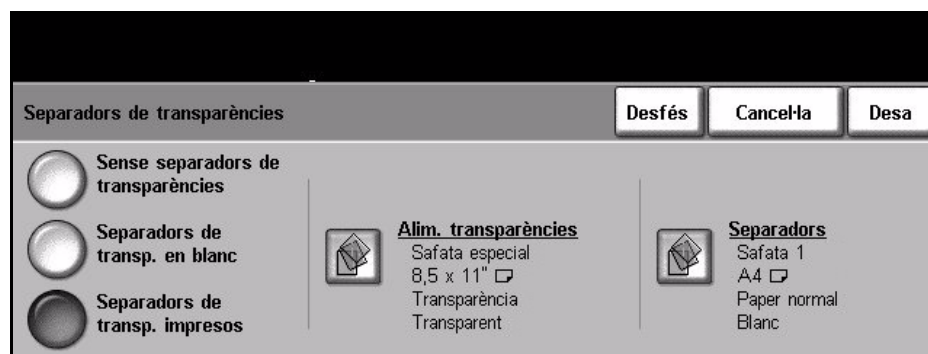 Separadors de transparències
Desfés
Cancel·la
Desa
Sense separadors de
transparències
Separadors de
transp. en blanc
Separadors de
transp. impresos
Alim. transparències
Safata especial
8,5 x 11"
Transparència
Transparent
Separadors
Safata 1
A4
Paper normal
Blanc